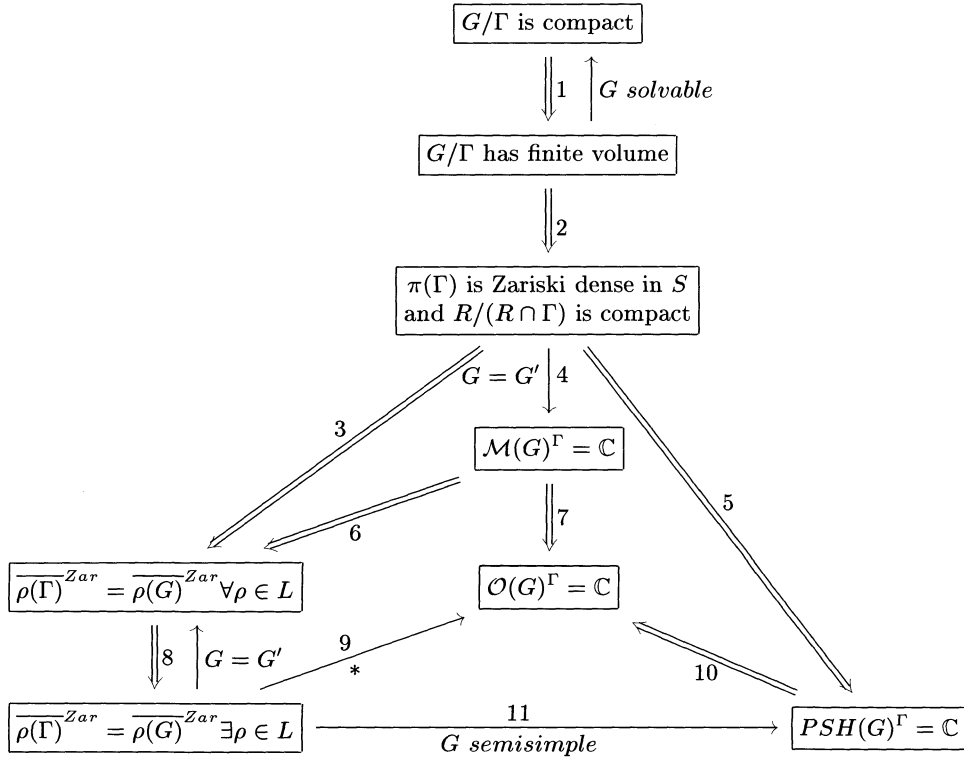 G/Γ is compact
1
G solvable
G/Γ has finite volume
2
π(Γ) is Zariski dense in S
and R/(R ∩ Γ) is compact
G = G′
4
3
ℳ(G)^Γ = ℂ
5
6
7
\overline{ρ(Γ)}^{Zar} = \overline{ρ(G)}^{Zar} ∀ρ ∈ L
𝒪(G)^Γ = ℂ
8
G = G′
9
*
10
\overline{ρ(Γ)}^{Zar} = \overline{ρ(G)}^{Zar} ∃ρ ∈ L
11
G semisimple
PSH(G)^Γ = ℂ